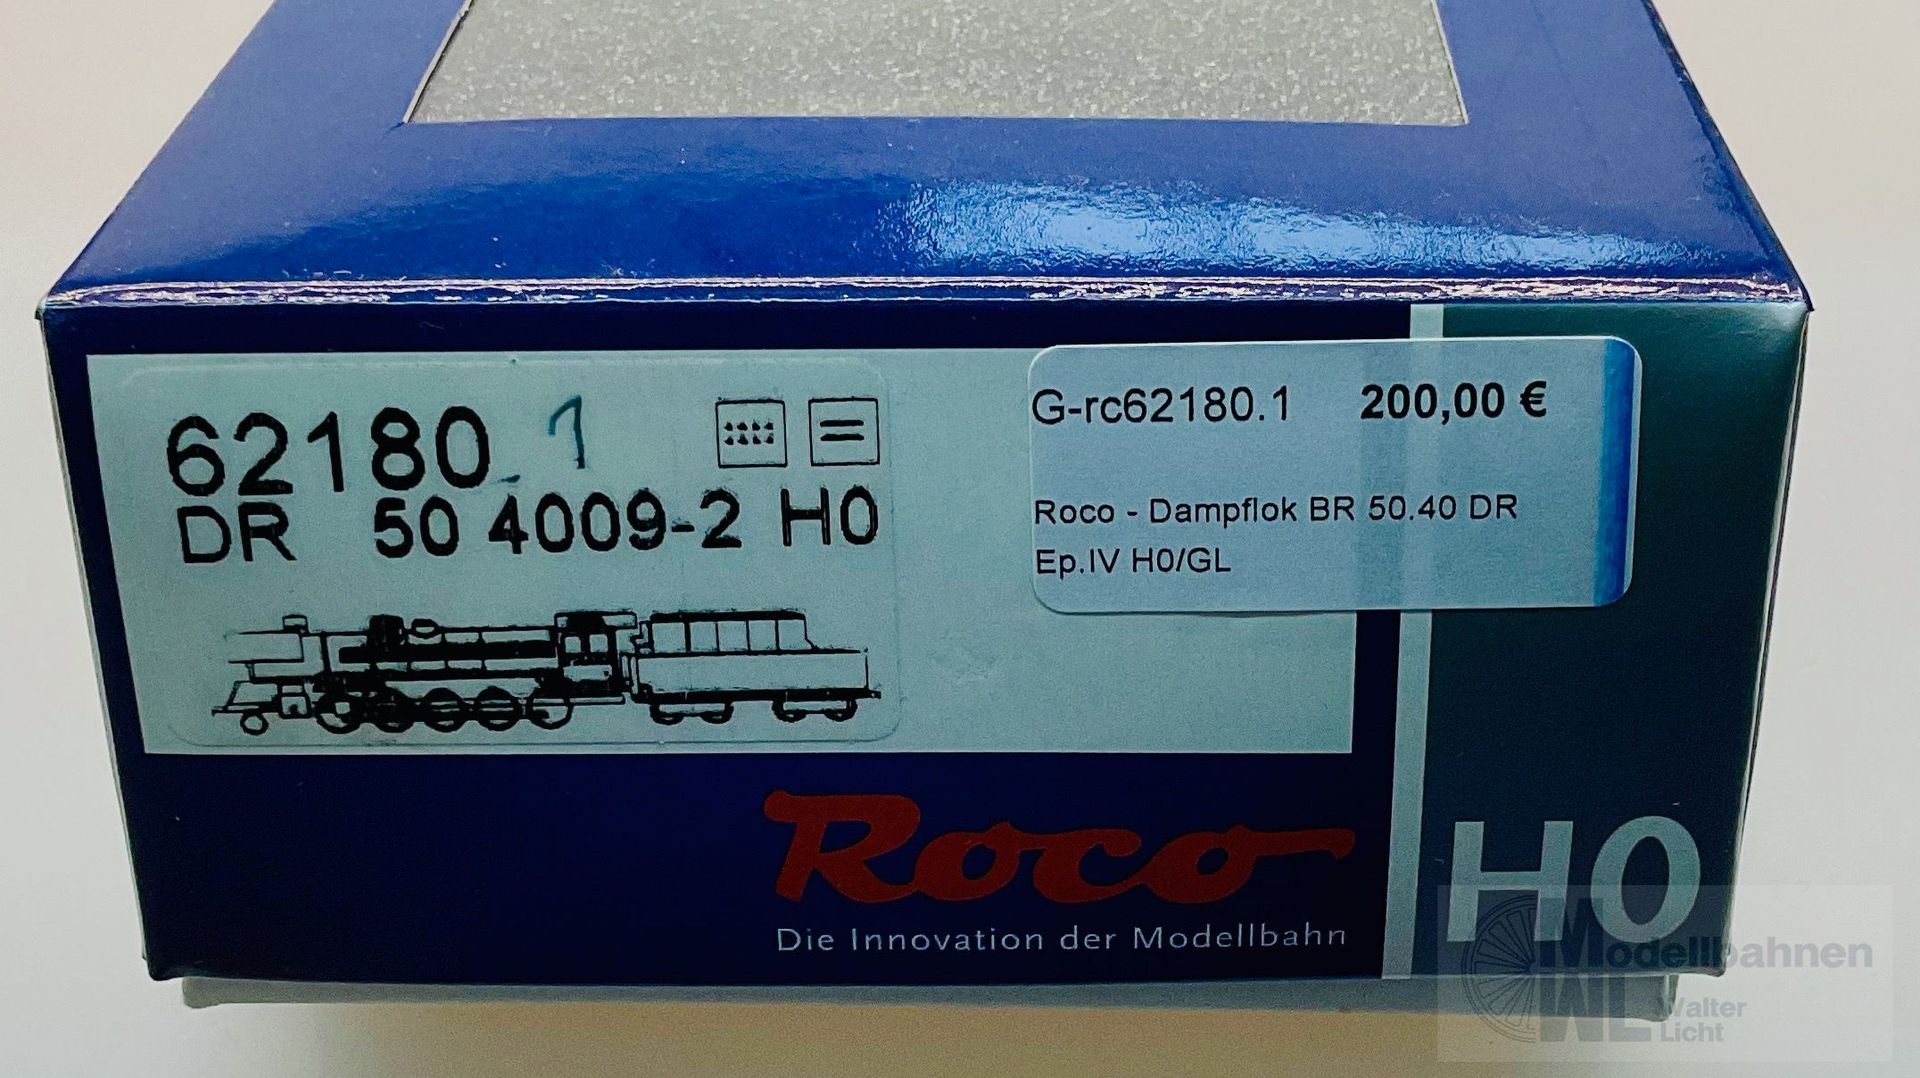 62180.1
DR 50 4009-2 H0
G-rc62180.1 200,00 €
Roco - Dampflok BR 50.40 DR
Ep.IV H0/GL
Roco
Die Innovation der Modellbahn
H0
Modellbahnen
WL Walter
Licht